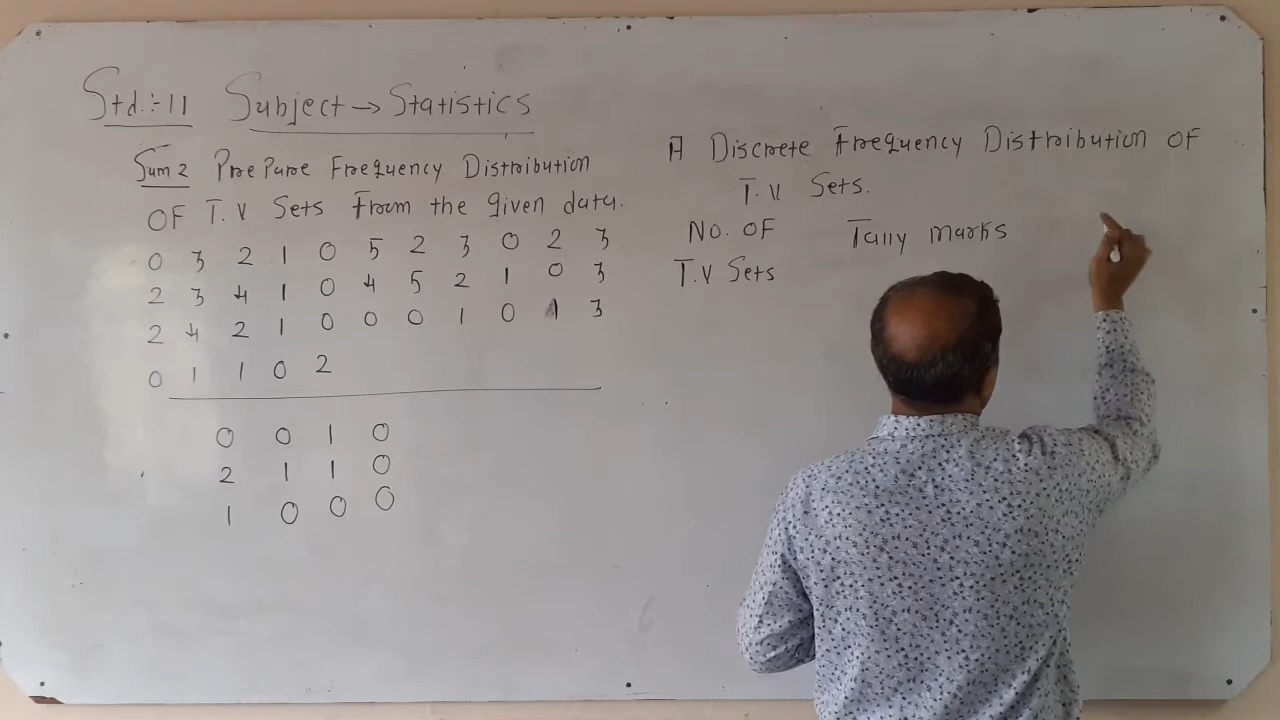 Std.:-11 Subject → Statistics
Sum 2 Prepare Frequency Distribution
OF T.V Sets From the given data.
0 3 2 1 0 5 2 3 0 2 3
2 3 4 1 0 4 5 2 1 0 3
2 4 2 1 0 0 0 1 0 1 3
0 1 1 0 2
0 0 1 0
2 1 1 0
1 0 0 0
A Discrete Frequency Distribution OF
T.V Sets.
No. OF Tally marks
T.V Sets